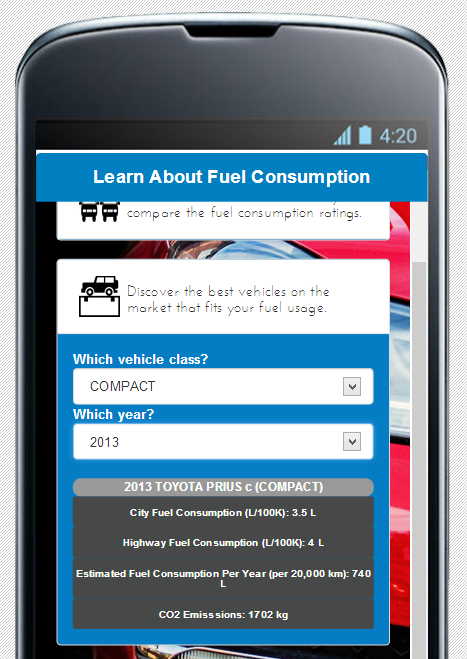 4:20
Learn About Fuel Consumption
compare the fuel consumption ratings.
Discover the best vehicles on the
market that fits your fuel usage.
Which vehicle class?
COMPACT
Which year?
2013
2013 TOYOTA PRIUS c (COMPACT)
City Fuel Consumption (L/100K): 3.5 L
Highway Fuel Consumption (L/100K): 4 L
Estimated Fuel Consumption Per Year (per 20,000 km): 740
L
CO2 Emisssions: 1702 kg